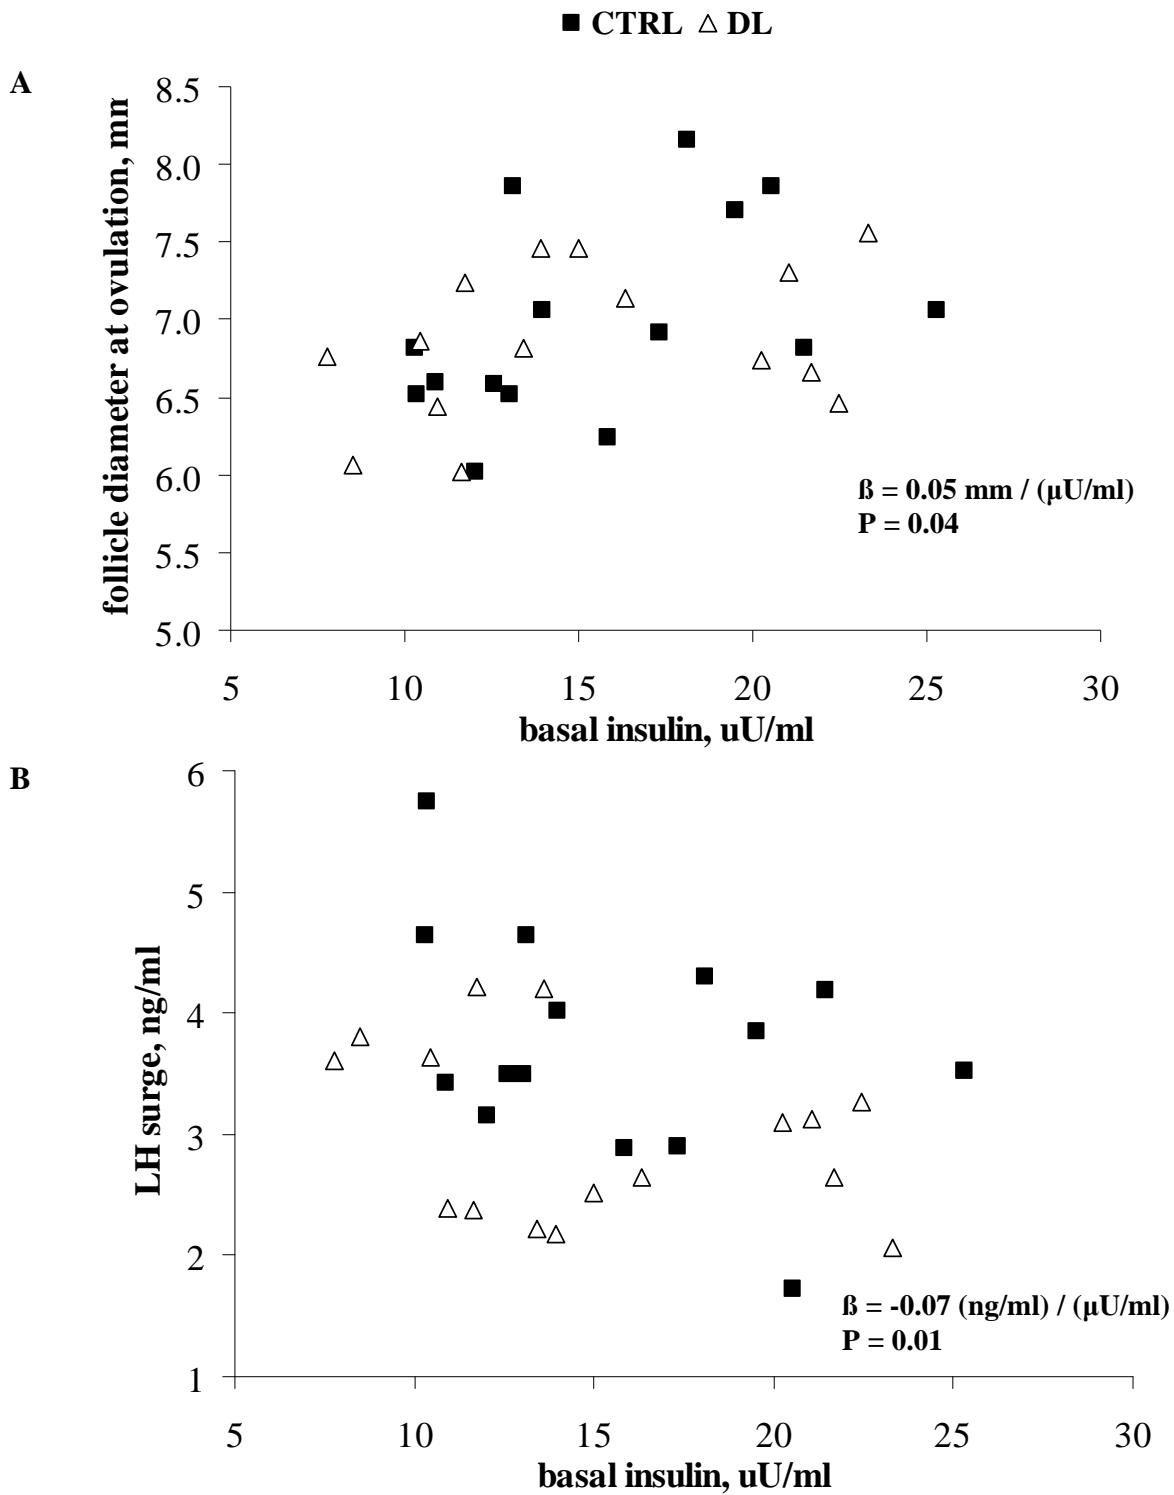 CTRL DL
A
follicle diameter at ovulation, mm
8.5
8.0
7.5
7.0
6.5
6.0
5.5
5.0
ß = 0.05 mm / (µU/ml)
P = 0.04
5 10 15 20 25 30
basal insulin, uU/ml
B
LH surge, ng/ml
6
5
4
3
2
1
ß = -0.07 (ng/ml) / (µU/ml)
P = 0.01
5 10 15 20 25 30
basal insulin, uU/ml